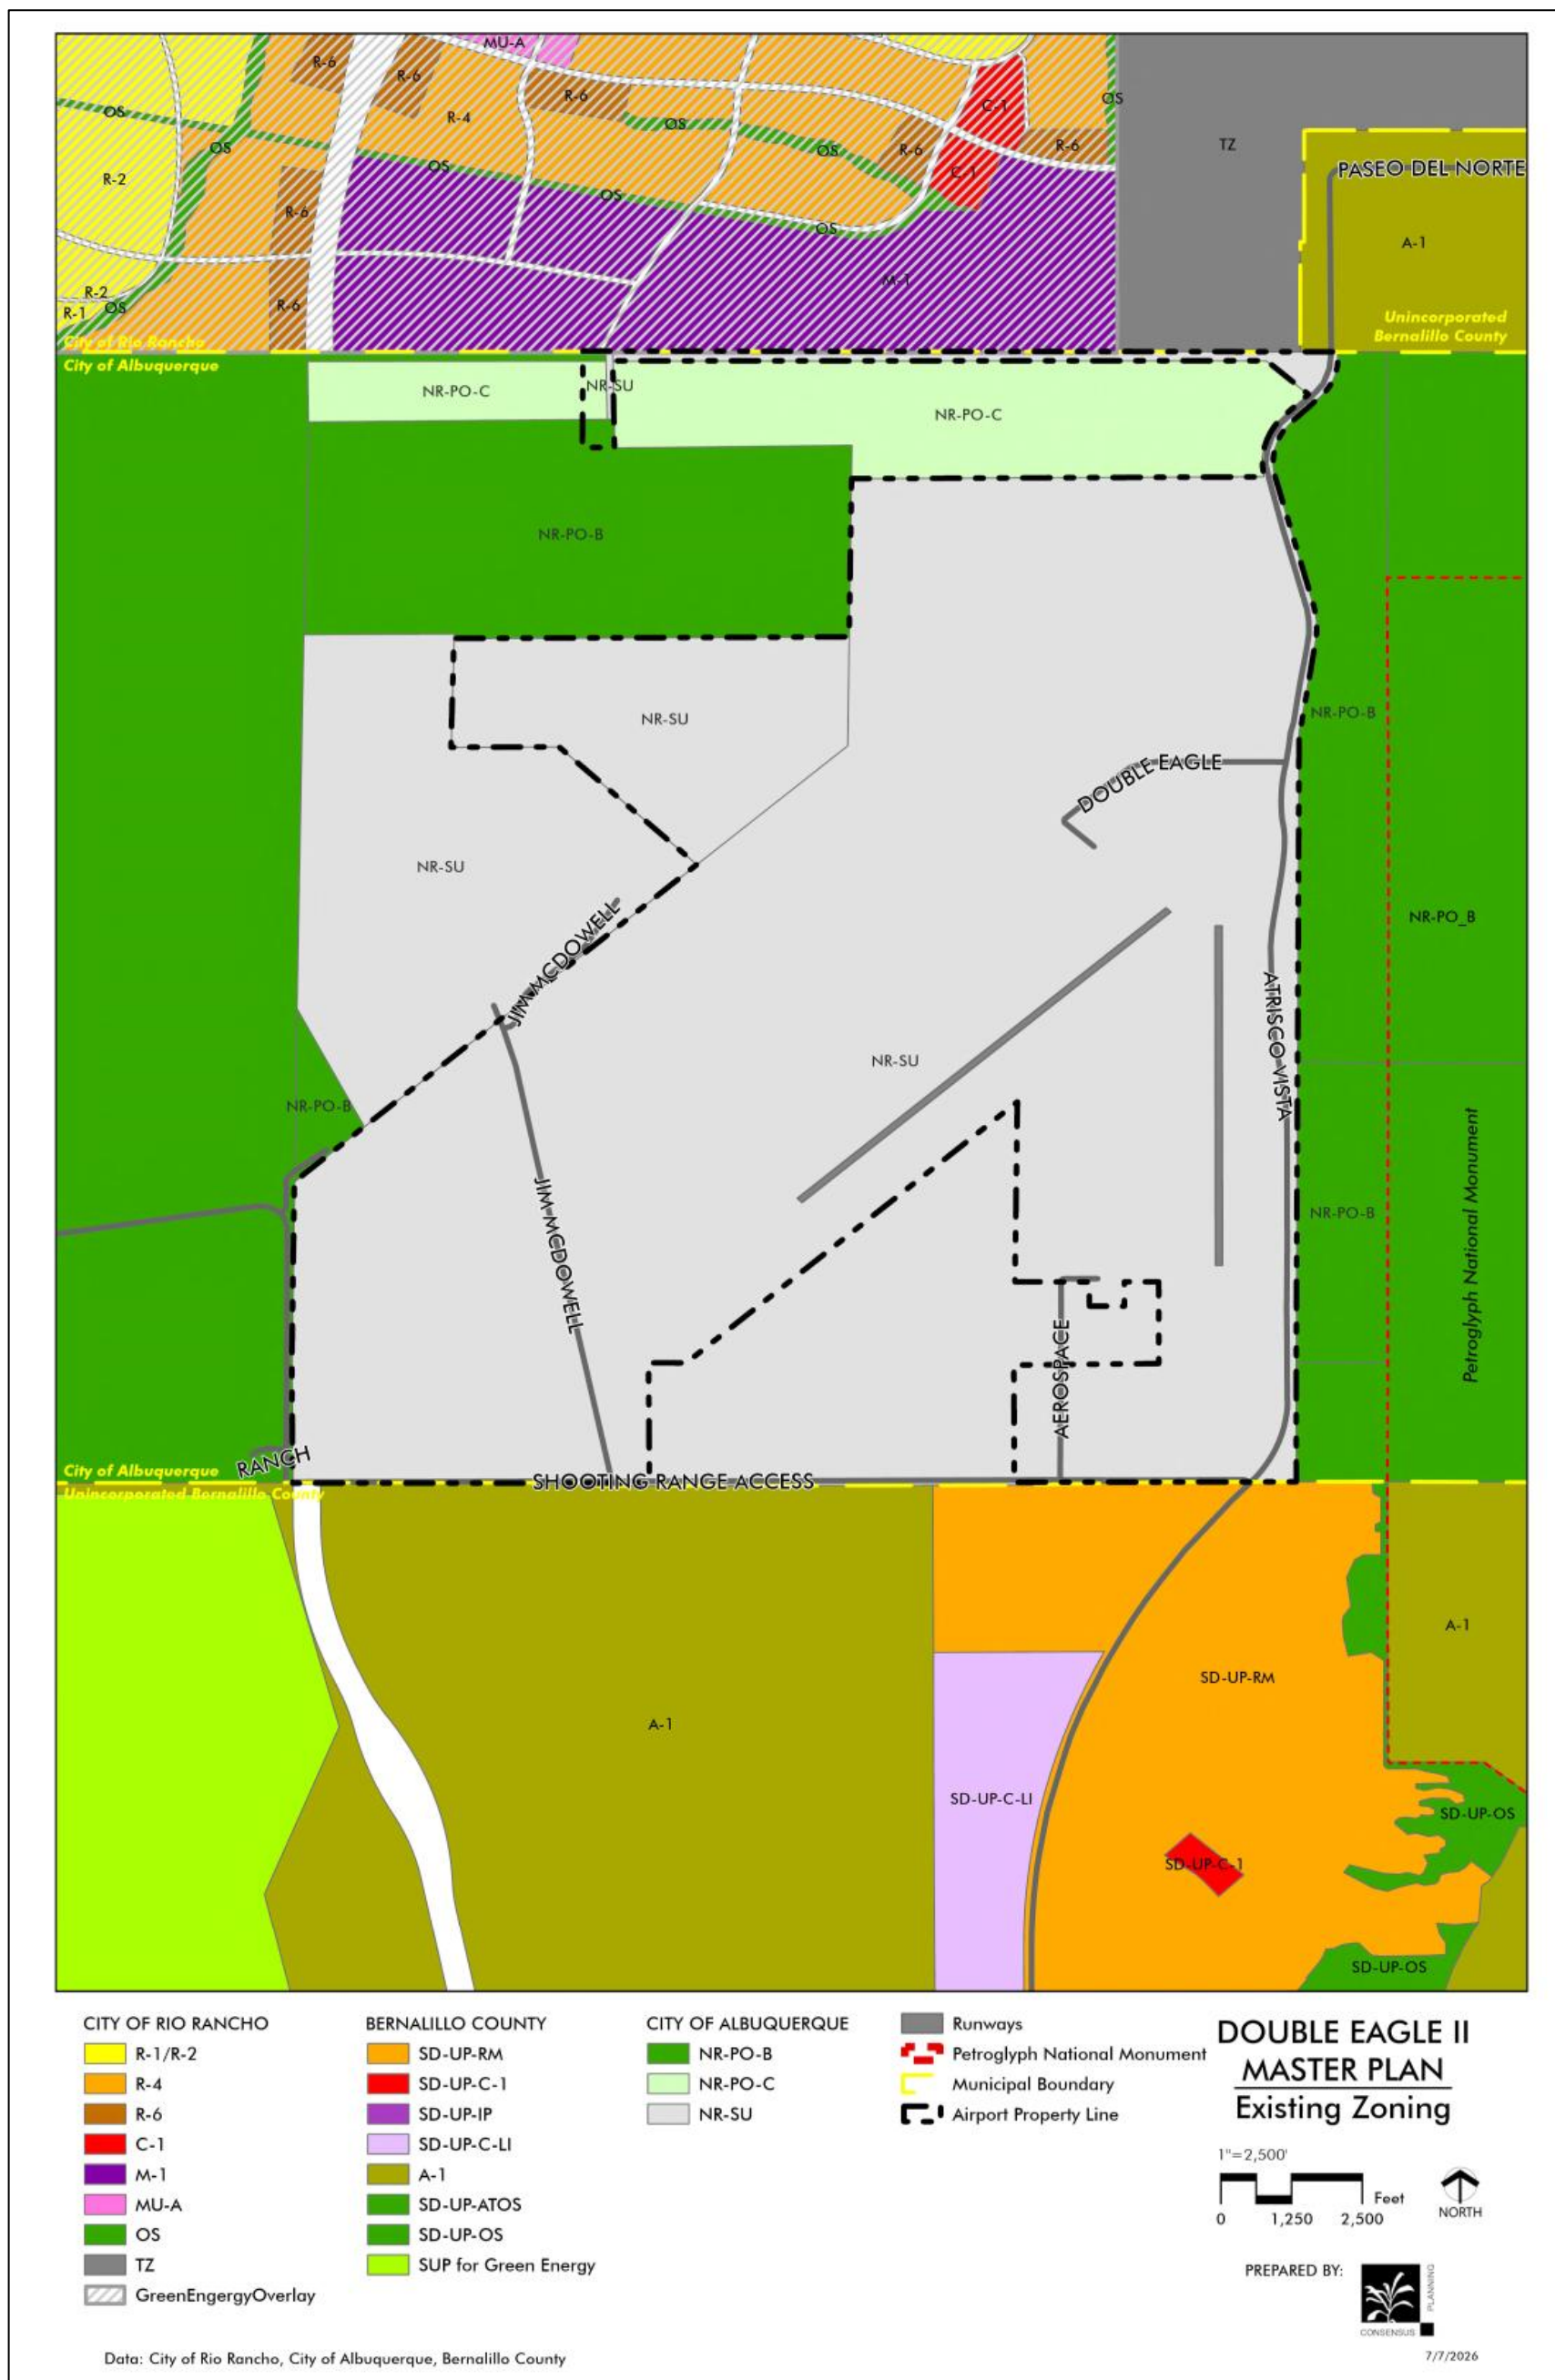 MU-A
R-6
R-6
R-6
OS
C-1
OS
R-4
OS
OS
TZ
OS
R-6
R-6
OS
PASEO DEL NORTE
R-2
OS
C-1
OS
R-6
OS
A-1
M-1
R-2
OS
R-6
R-1
Unincorporated
Bernalillo County
City of Rio Rancho
City of Albuquerque
NR-PO-C
NR-SU
NR-PO-C
NR-PO-B
NR-SU
NR-PO-B
DOUBLE EAGLE
NR-SU
NR-PO_B
JIM MCDOWELL
ATRISCO VISTA
NR-SU
NR-PO-B
JIM MCDOWELL
NR-PO-B
Petroglyph National Monument
AEROSPACE
RANCH
City of Albuquerque
SHOOTING RANGE ACCESS
Unincorporated Bernalillo County
A-1
SD-UP-RM
A-1
SD-UP-C-LI
SD-UP-OS
SD-UP-C-1
SD-UP-OS
CITY OF RIO RANCHO
R-1/R-2
R-4
R-6
C-1
M-1
MU-A
OS
TZ
GreenEngergyOverlay
BERNALILLO COUNTY
SD-UP-RM
SD-UP-C-1
SD-UP-IP
SD-UP-C-LI
A-1
SD-UP-ATOS
SD-UP-OS
SUP for Green Energy
CITY OF ALBUQUERQUE
NR-PO-B
NR-PO-C
NR-SU
Runways
Petroglyph National Monument
Municipal Boundary
Airport Property Line
DOUBLE EAGLE II
MASTER PLAN
Existing Zoning
1"=2,500'
Feet
0 1,250 2,500
NORTH
PREPARED BY:
PLANNING
CONSENSUS
Data: City of Rio Rancho, City of Albuquerque, Bernalillo County
7/7/2026